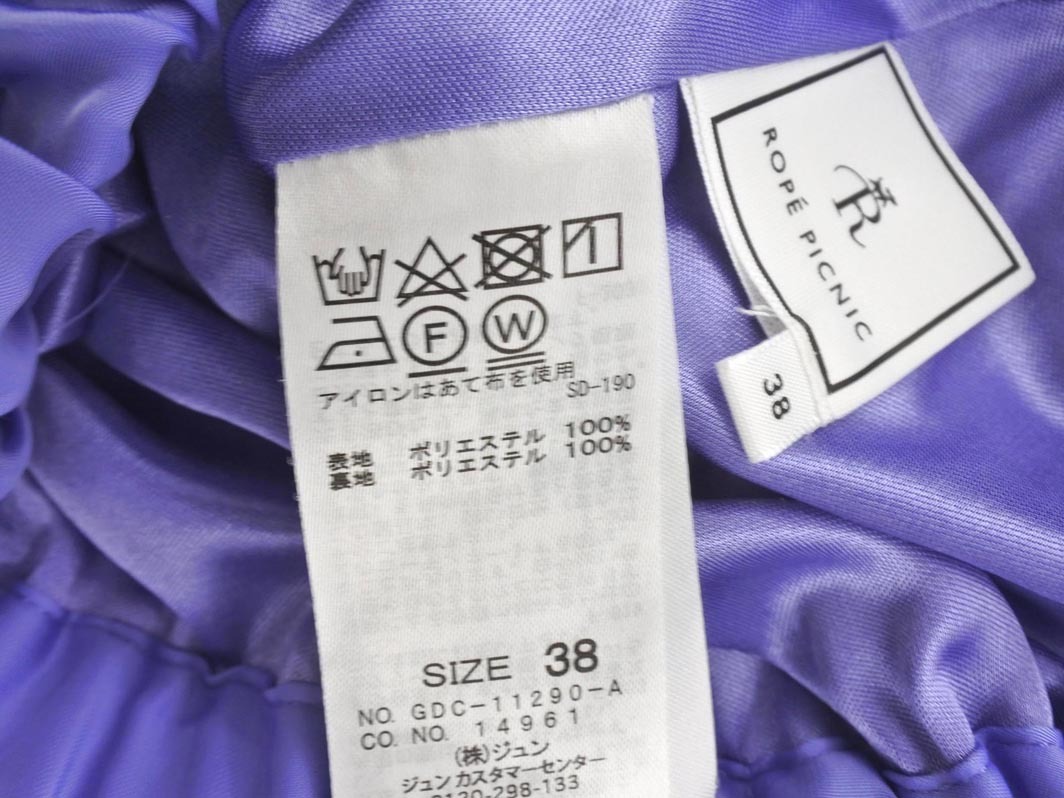 F W
アイロンはあて布を使用
SD-190
表地 ポリエステル 100%
裏地 ポリエステル 100%
SIZE 38
NO. GDC-11290-A
CO. NO. 14961
(株)ジュン
ジュンカスタマーセンター
0120-298-133
R
ROPÉ PICNIC
38